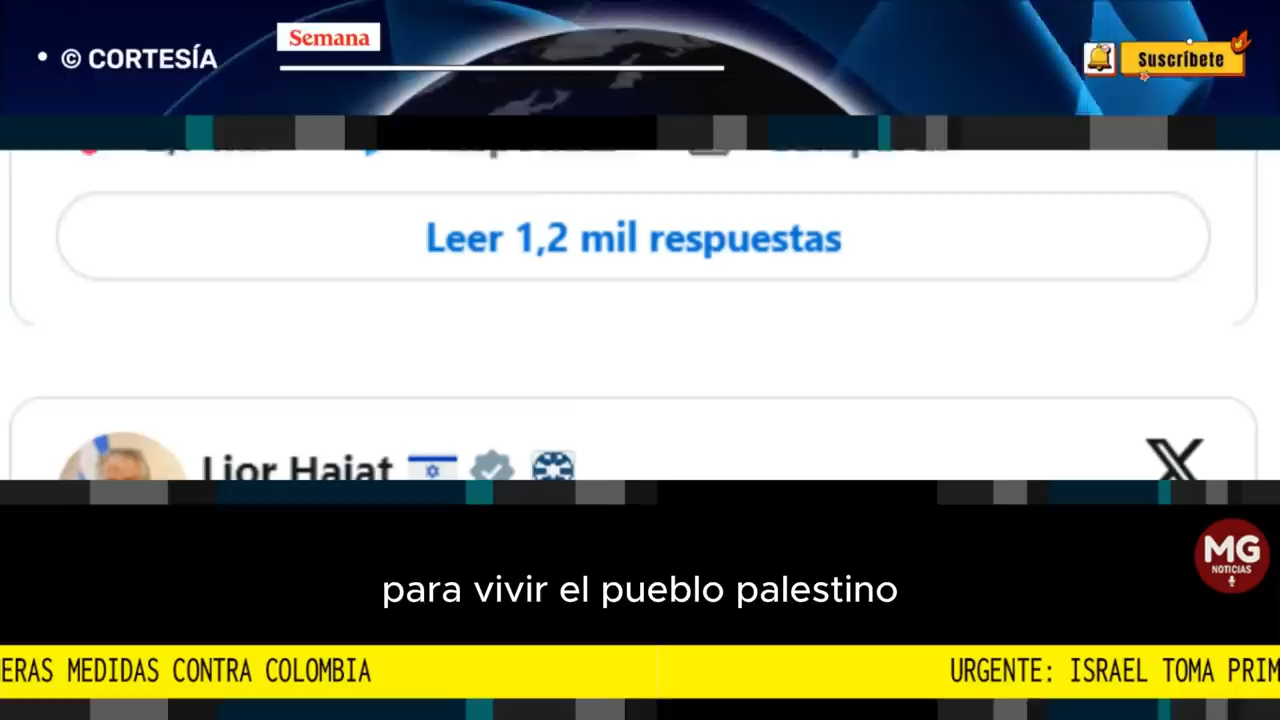 Semana
• © CORTESÍA
Suscríbete
Leer 1,2 mil respuestas
Lior Haiat
X
MG
NOTICIAS
para vivir el pueblo palestino
ERAS MEDIDAS CONTRA COLOMBIA
URGENTE: ISRAEL TOMA PRIM